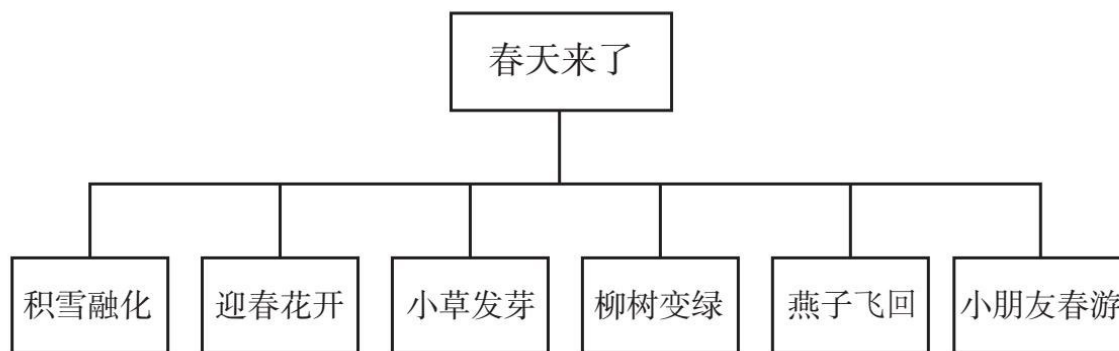 春天来了
积雪融化
迎春花开
小草发芽
柳树变绿
燕子飞回
小朋友春游